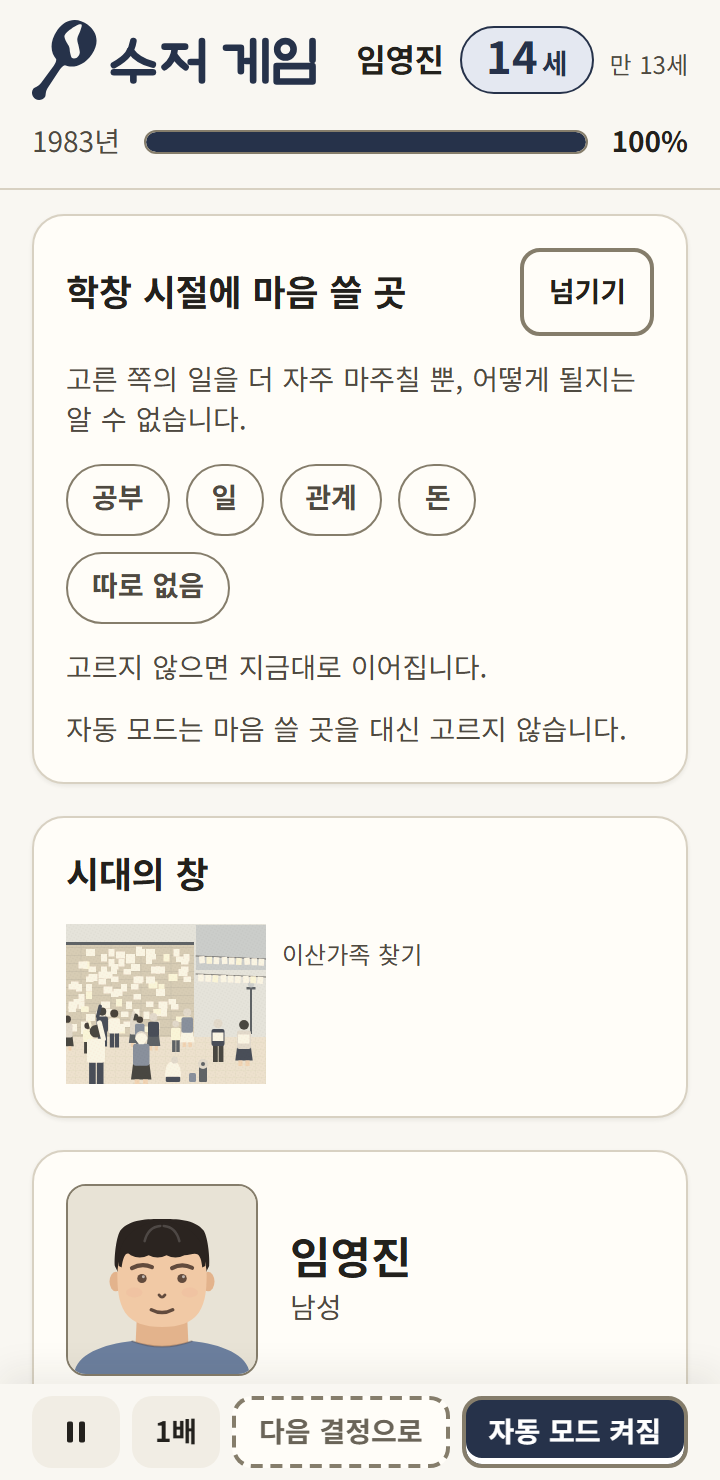 수저 게임
임영진 14 세 만 13세
1983년 100%
학창 시절에 마음 쓸 곳
넘기기
고른 쪽의 일을 더 자주 마주칠 뿐, 어떻게 될지는
알 수 없습니다.
공부 일 관계 돈
따로 없음
고르지 않으면 지금대로 이어집니다.
자동 모드는 마음 쓸 곳을 대신 고르지 않습니다.
시대의 창
이산가족 찾기
임영진
남성
1배 다음 결정으로 자동 모드 켜짐